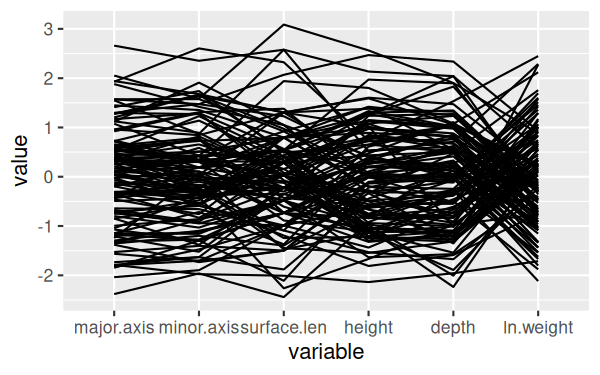 value
3
2
1
0
-1
-2
major.axis minor.axis surface.len height depth ln.weight
variable